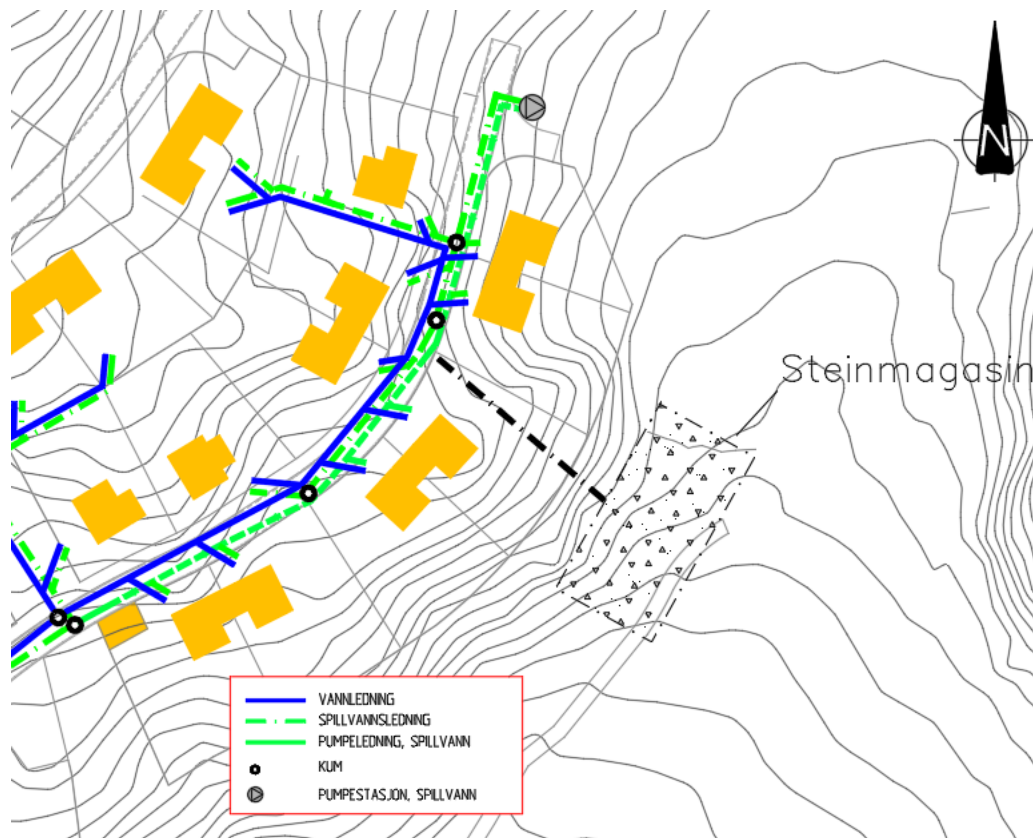 N
Steinmagasin
VANNLEDNING
SPILLVANNSLEDNING
PUMPELEDNING, SPILLVANN
KUM
PUMPESTASJON, SPILLVANN